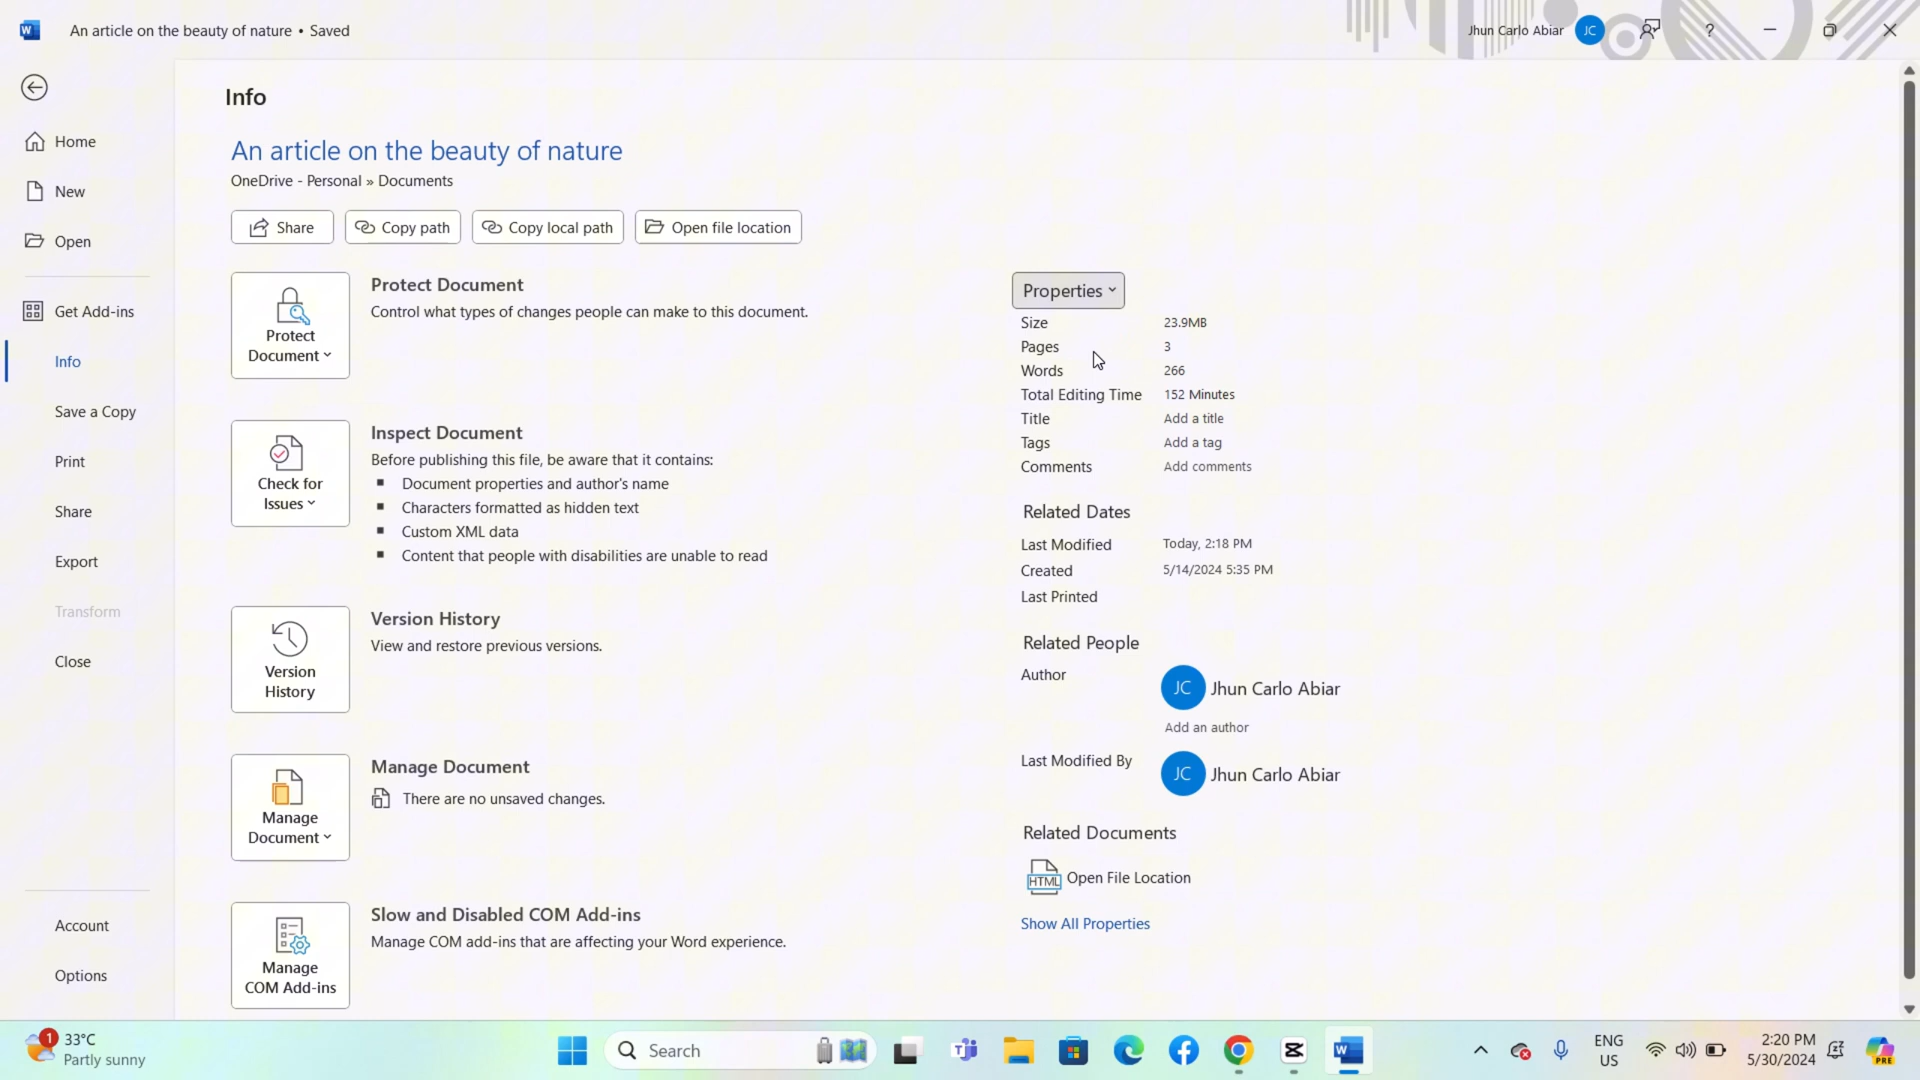 W An article on the beauty of nature • Saved
Jhun Carlo Abiar JC ?
Info
Home
New
Open
Get Add-ins
Info
Save a Copy
Print
Share
Export
Transform
Close
Account
Options
An article on the beauty of nature
OneDrive - Personal » Documents
Share Copy path Copy local path Open file location
Protect
Document
Protect Document
Control what types of changes people can make to this document.
Check for
Issues
Inspect Document
Before publishing this file, be aware that it contains:
▪ Document properties and author's name
▪ Characters formatted as hidden text
▪ Custom XML data
▪ Content that people with disabilities are unable to read
Version
History
Version History
View and restore previous versions.
Manage
Document
Manage Document
There are no unsaved changes.
Manage
COM Add-ins
Slow and Disabled COM Add-ins
Manage COM add-ins that are affecting your Word experience.
Properties
Size 23.9MB
Pages 3
Words 266
Total Editing Time 152 Minutes
Title Add a title
Tags Add a tag
Comments Add comments
Related Dates
Last Modified Today, 2:18 PM
Created 5/14/2024 5:35 PM
Last Printed
Related People
Author JC Jhun Carlo Abiar
Add an author
Last Modified By JC Jhun Carlo Abiar
Related Documents
HTML Open File Location
Show All Properties
1 33°C
Partly sunny
Search
W
ENG
US
2:20 PM
5/30/2024
PRE